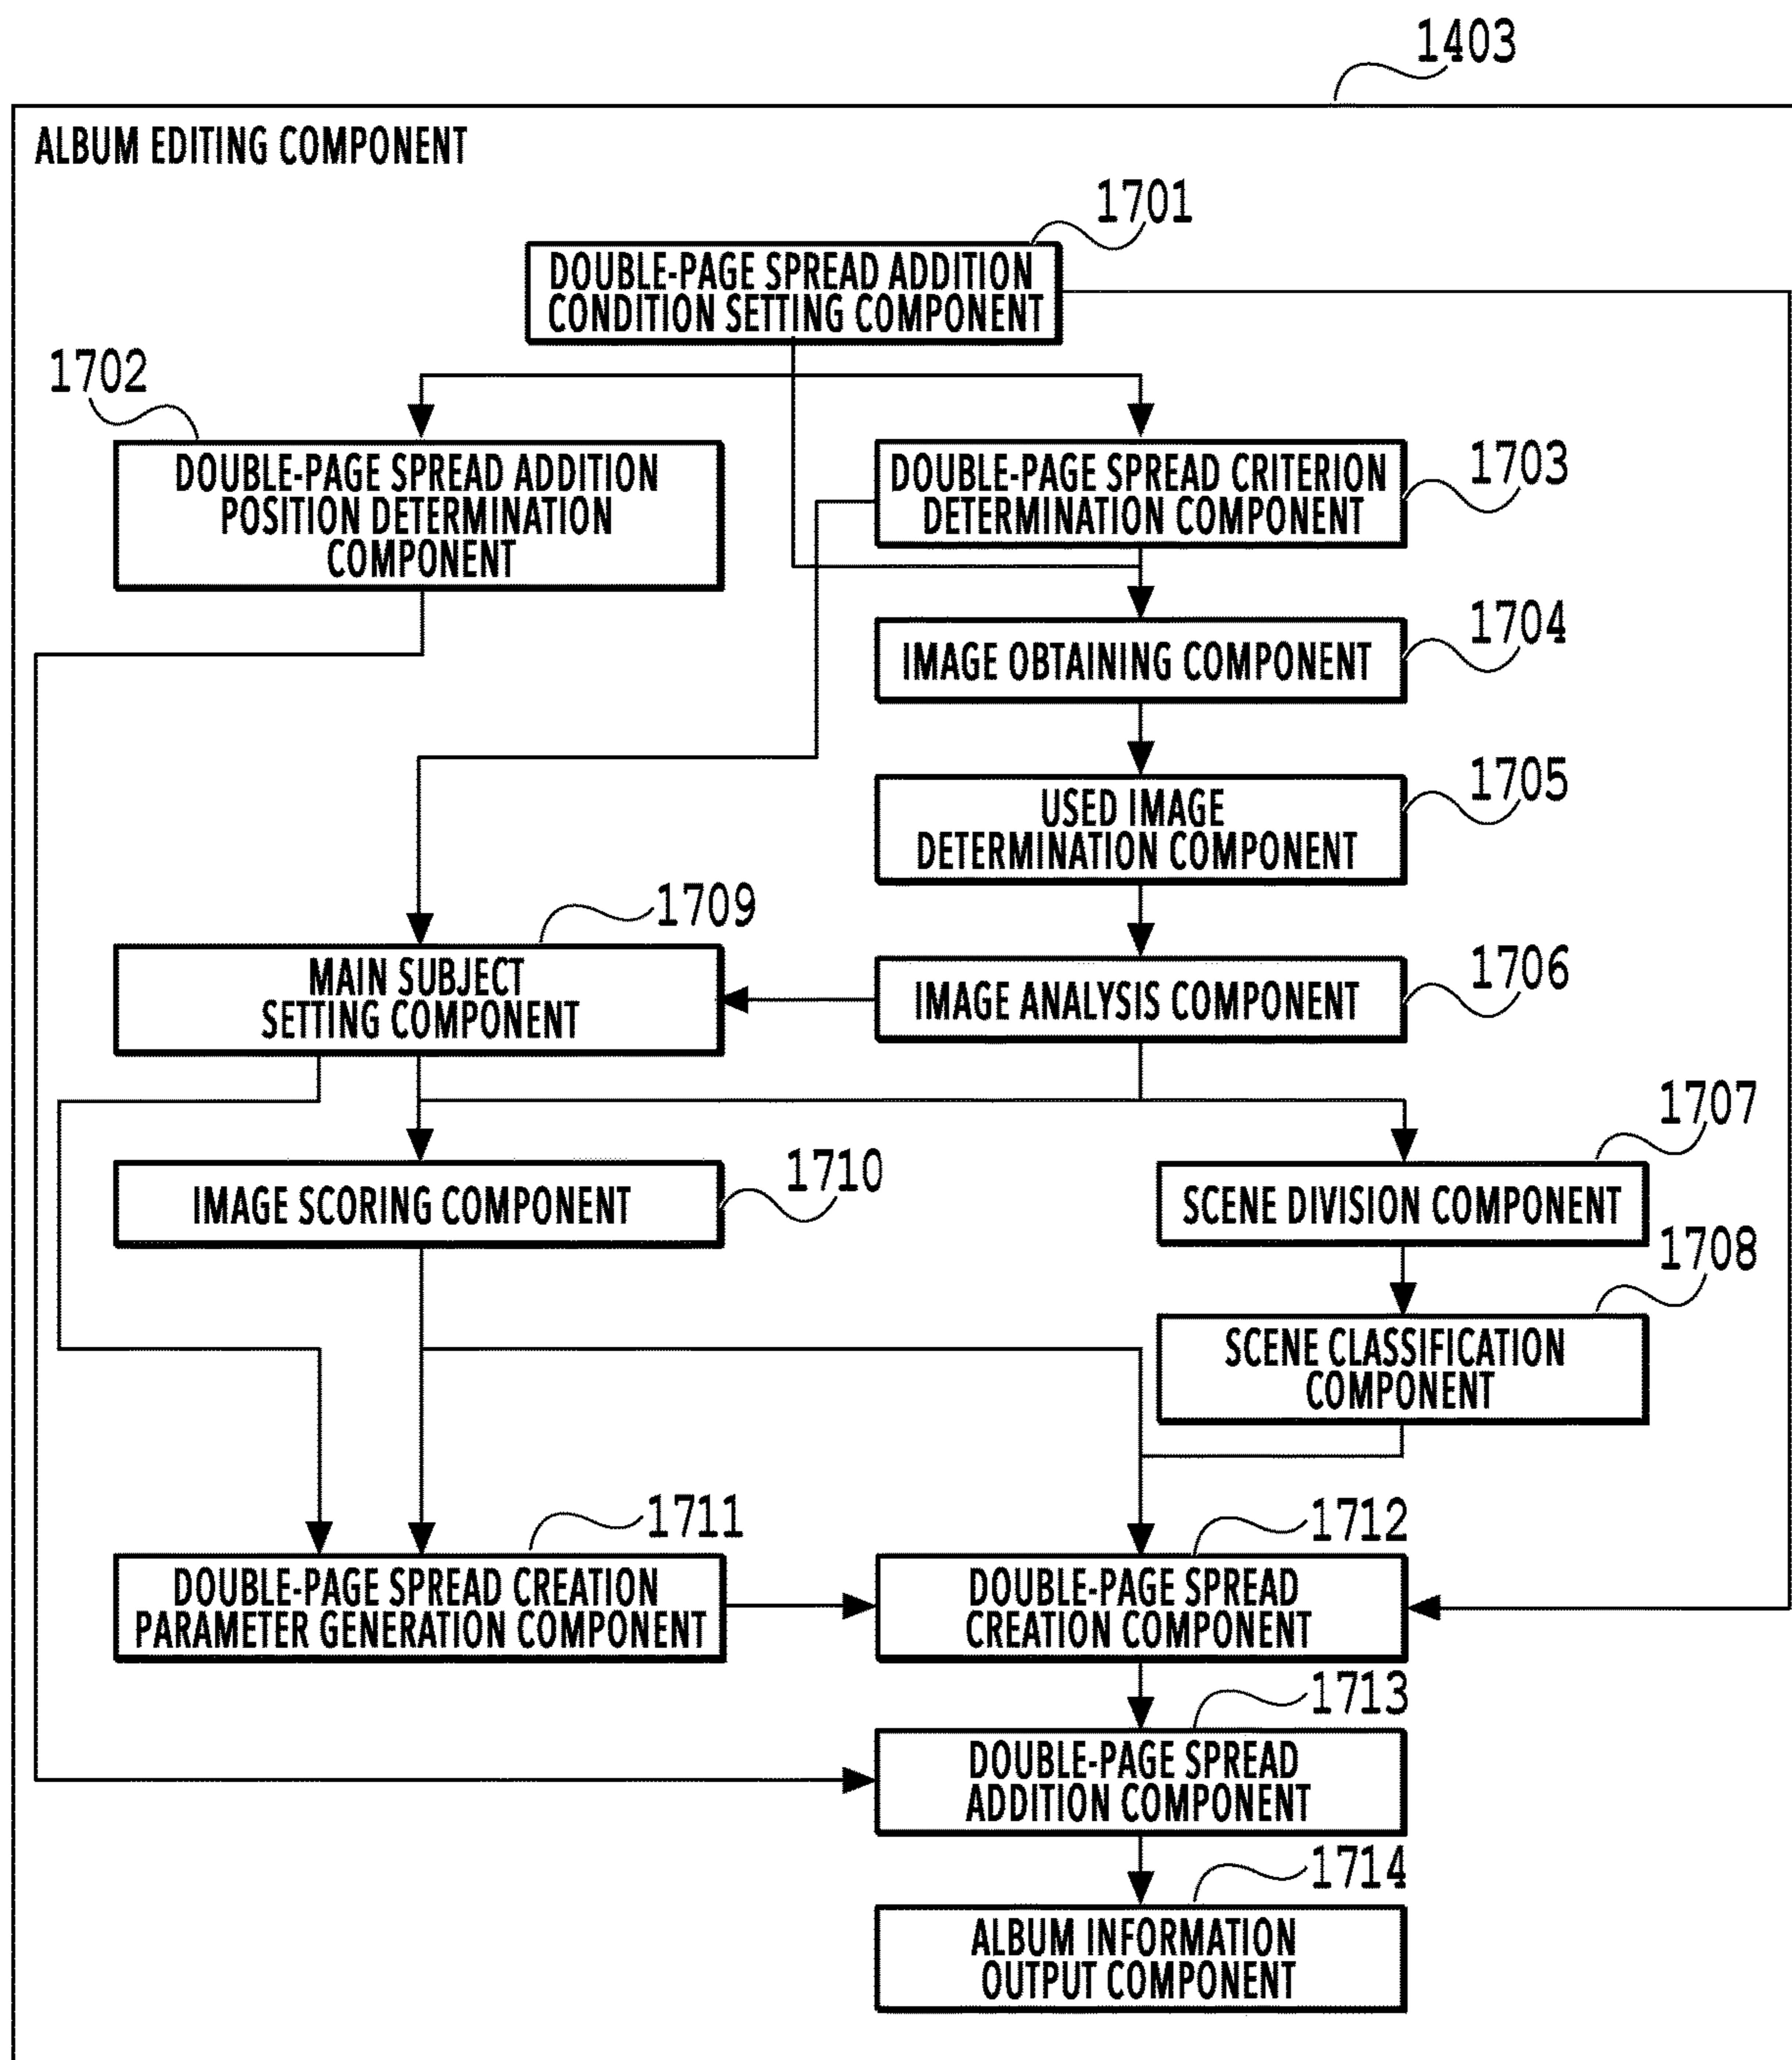 1403
ALBUM EDITING COMPONENT
1701
DOUBLE-PAGE SPREAD ADDITION
CONDITION SETTING COMPONENT
1702
DOUBLE-PAGE SPREAD ADDITION
POSITION DETERMINATION
COMPONENT
DOUBLE-PAGE SPREAD CRITERION
DETERMINATION COMPONENT
1703
IMAGE OBTAINING COMPONENT
1704
USED IMAGE
DETERMINATION COMPONENT
1705
1709
MAIN SUBJECT
SETTING COMPONENT
IMAGE ANALYSIS COMPONENT
1706
IMAGE SCORING COMPONENT
1710
1707
SCENE DIVISION COMPONENT
1708
SCENE CLASSIFICATION
COMPONENT
1711
DOUBLE-PAGE SPREAD CREATION
PARAMETER GENERATION COMPONENT
1712
DOUBLE-PAGE SPREAD
CREATION COMPONENT
1713
DOUBLE-PAGE SPREAD
ADDITION COMPONENT
1714
ALBUM INFORMATION
OUTPUT COMPONENT